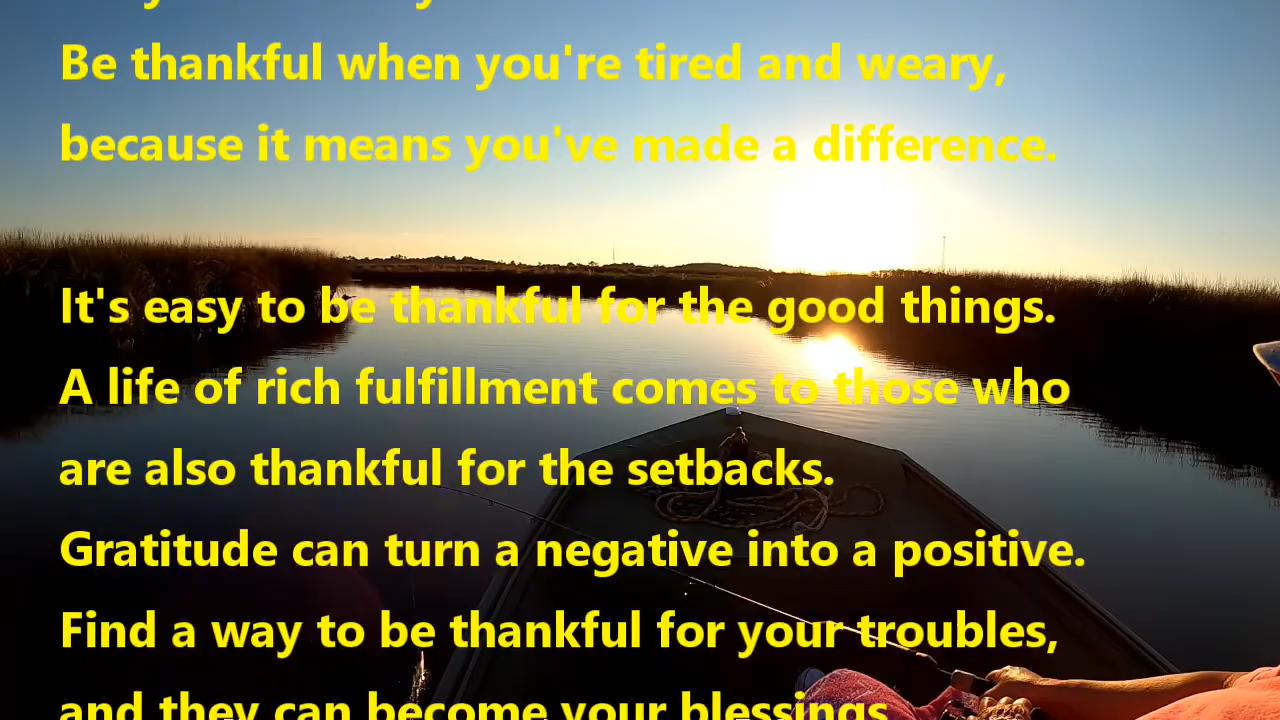 Be thankful when you're tired and weary,
because it means you've made a difference.
It's easy to be thankful for the good things.
A life of rich fulfillment comes to those who
are also thankful for the setbacks.
Gratitude can turn a negative into a positive.
Find a way to be thankful for your troubles,
and they can become your blessings